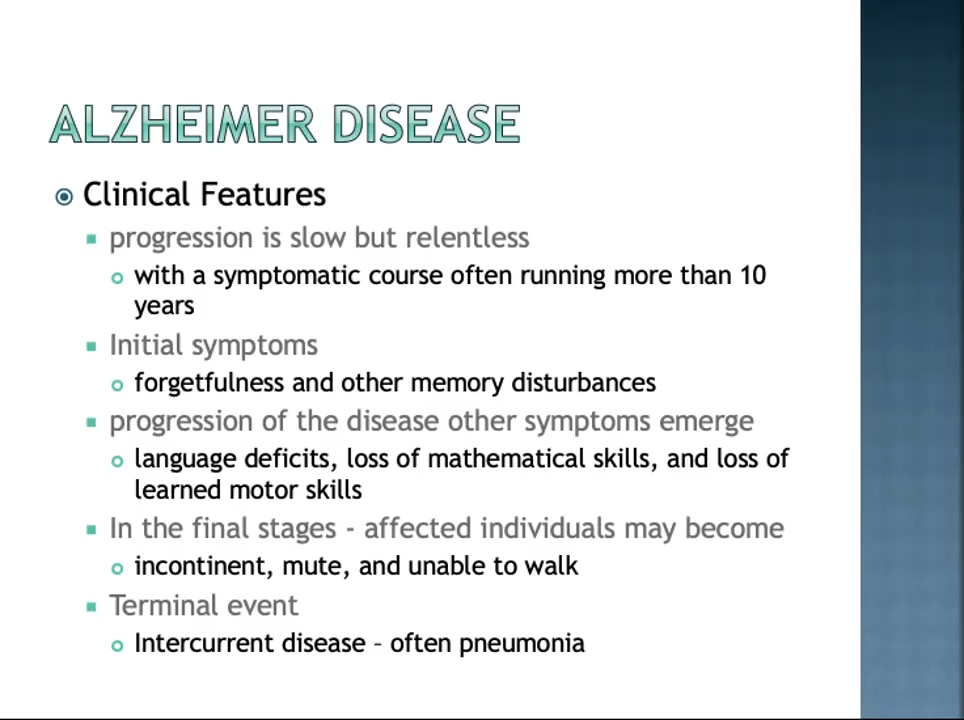 ALZHEIMER DISEASE
Clinical Features
progression is slow but relentless
with a symptomatic course often running more than 10
years
Initial symptoms
forgetfulness and other memory disturbances
progression of the disease other symptoms emerge
language deficits, loss of mathematical skills, and loss of
learned motor skills
In the final stages - affected individuals may become
incontinent, mute, and unable to walk
Terminal event
Intercurrent disease – often pneumonia